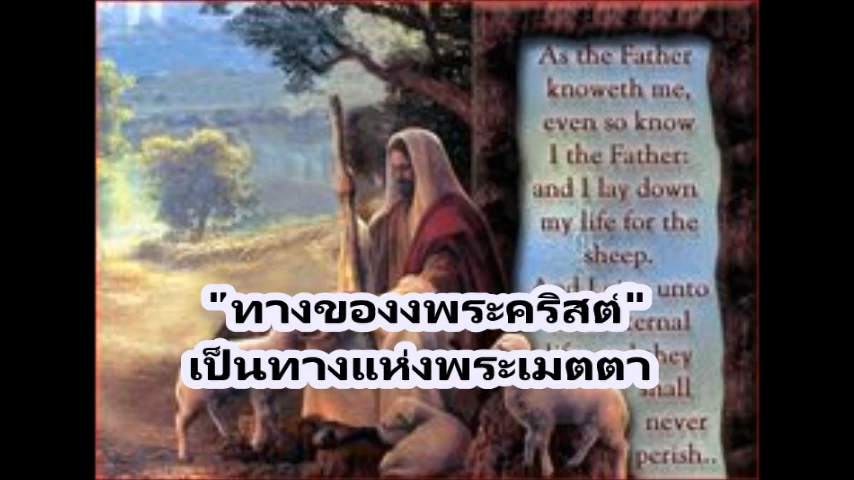 As the Father
knoweth me,
even so know
I the Father:
and I lay down
my life for the
sheep.
unto
never
perish..
"ทางของงพระคริสต์"
เป็นทางแห่งพระเมตตา